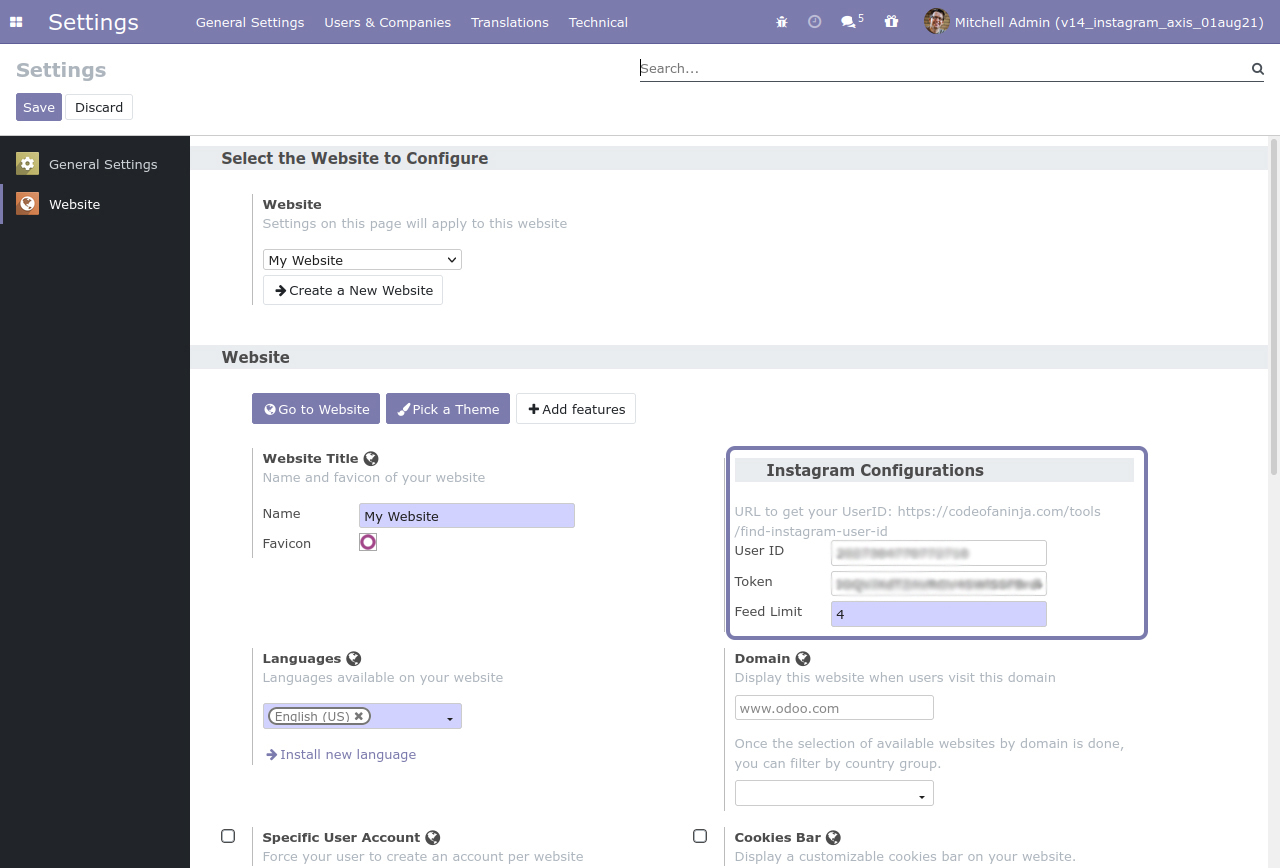 Settings
General Settings
Users & Companies
Translations
Technical
5
Mitchell Admin (v14_instagram_axis_01aug21)
Settings
Search...
Save
Discard
General Settings
Website
Select the Website to Configure
Website
Settings on this page will apply to this website
My Website
Create a New Website
Website
Go to Website
Pick a Theme
Add features
Website Title
Name and favicon of your website
Name
My Website
Favicon
Instagram Configurations
URL to get your UserID: https://codeofaninja.com/tools
/find-instagram-user-id
User ID
Token
Feed Limit
4
Languages
Languages available on your website
English (US)
Install new language
Domain
Display this website when users visit this domain
www.odoo.com
Once the selection of available websites by domain is done,
you can filter by country group.
Specific User Account
Force your user to create an account per website
Cookies Bar
Display a customizable cookies bar on your website.